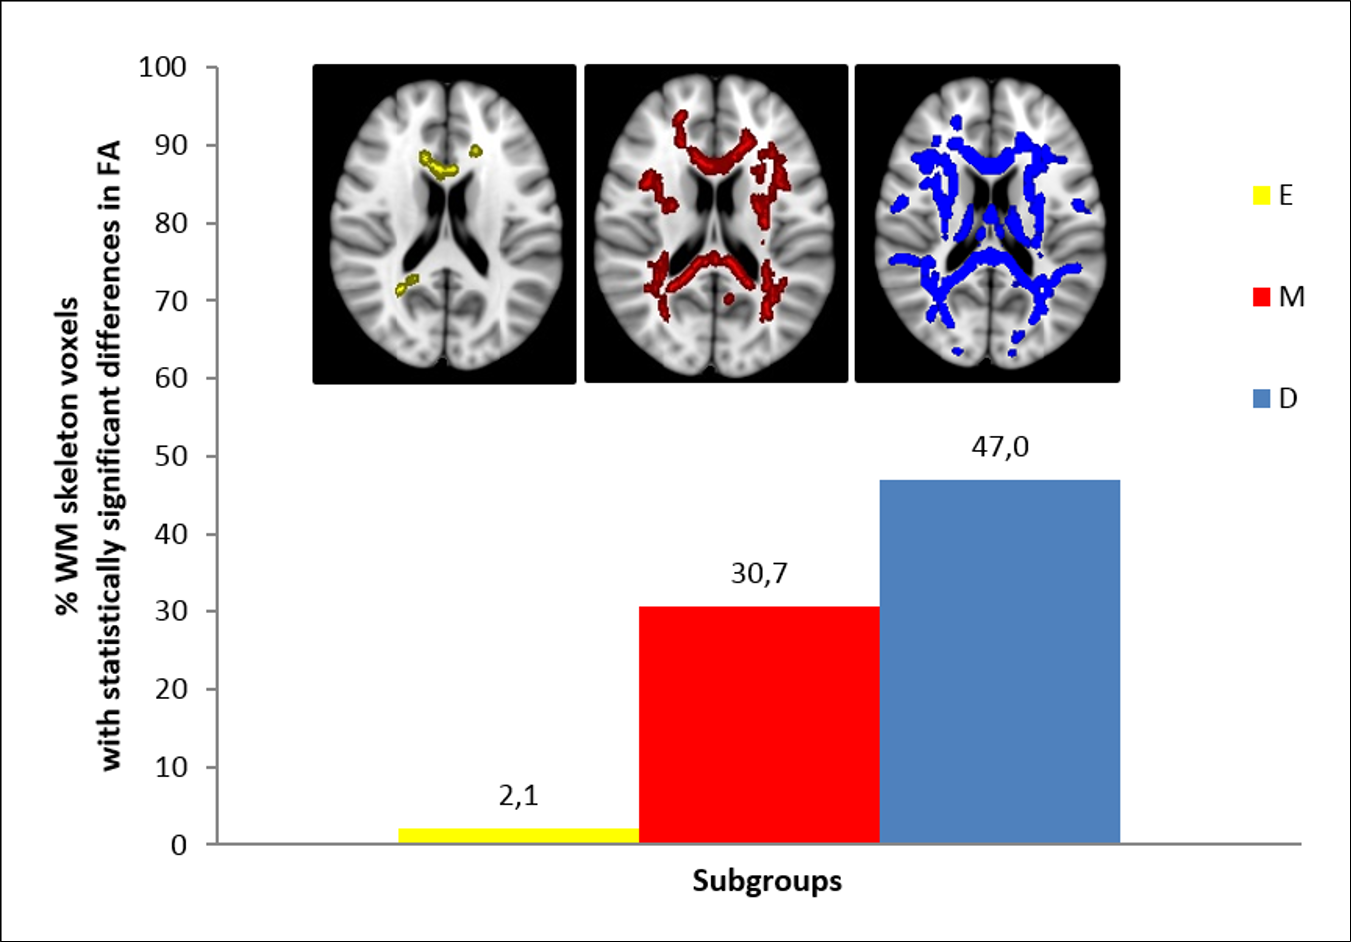 % WM skeleton voxels
with statistically significant differences in FA
100
90
80
70
60
50
40
30
20
10
0
2,1
30,7
47,0
Subgroups
E
M
D